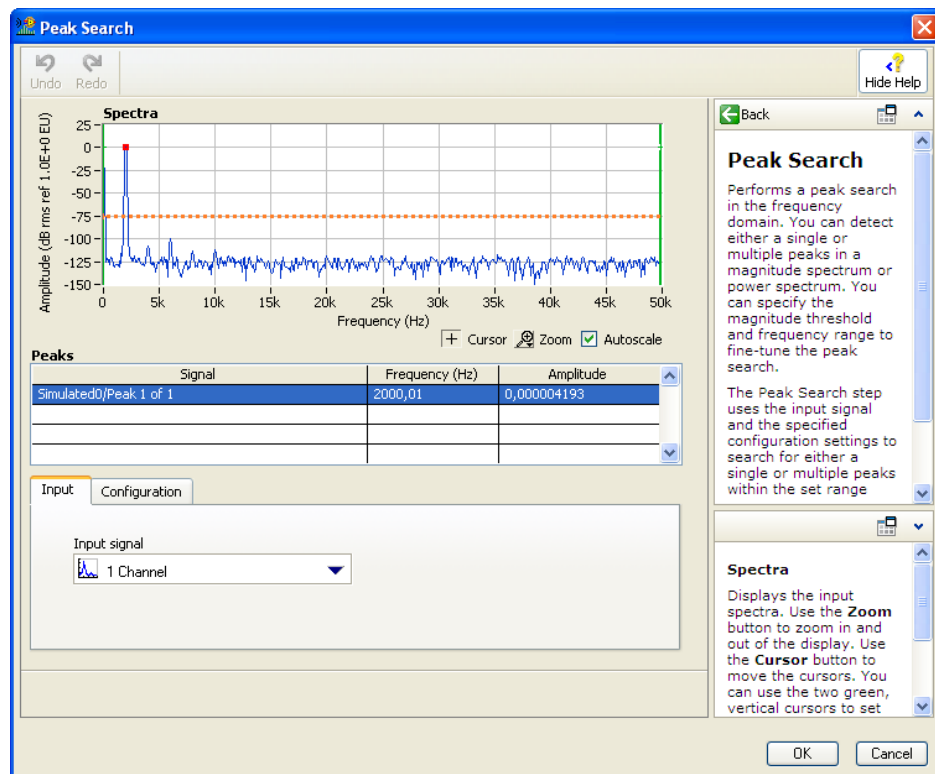 Peak Search
Undo Redo
Hide Help
Spectra
Amplitude (dB rms ref 1.0E+0 EU)
25
0
-25
-50
-75
-100
-125
-150
0 5k 10k 15k 20k 25k 30k 35k 40k 45k 50k
Frequency (Hz)
Cursor Zoom Autoscale
Peaks
Signal Frequency (Hz) Amplitude
Simulated0/Peak 1 of 1 2000,01 0,000004193
Input Configuration
Input signal
1 Channel
Back
Peak Search
Performs a peak search
in the frequency
domain. You can detect
either a single or
multiple peaks in a
magnitude spectrum or
power spectrum. You
can specify the
magnitude threshold
and frequency range to
fine-tune the peak
search.
The Peak Search step
uses the input signal
and the specified
configuration settings to
search for either a
single or multiple peaks
within the set range
Spectra
Displays the input
spectra. Use the Zoom
button to zoom in and
out of the display. Use
the Cursor button to
move the cursors. You
can use the two green,
vertical cursors to set
OK Cancel